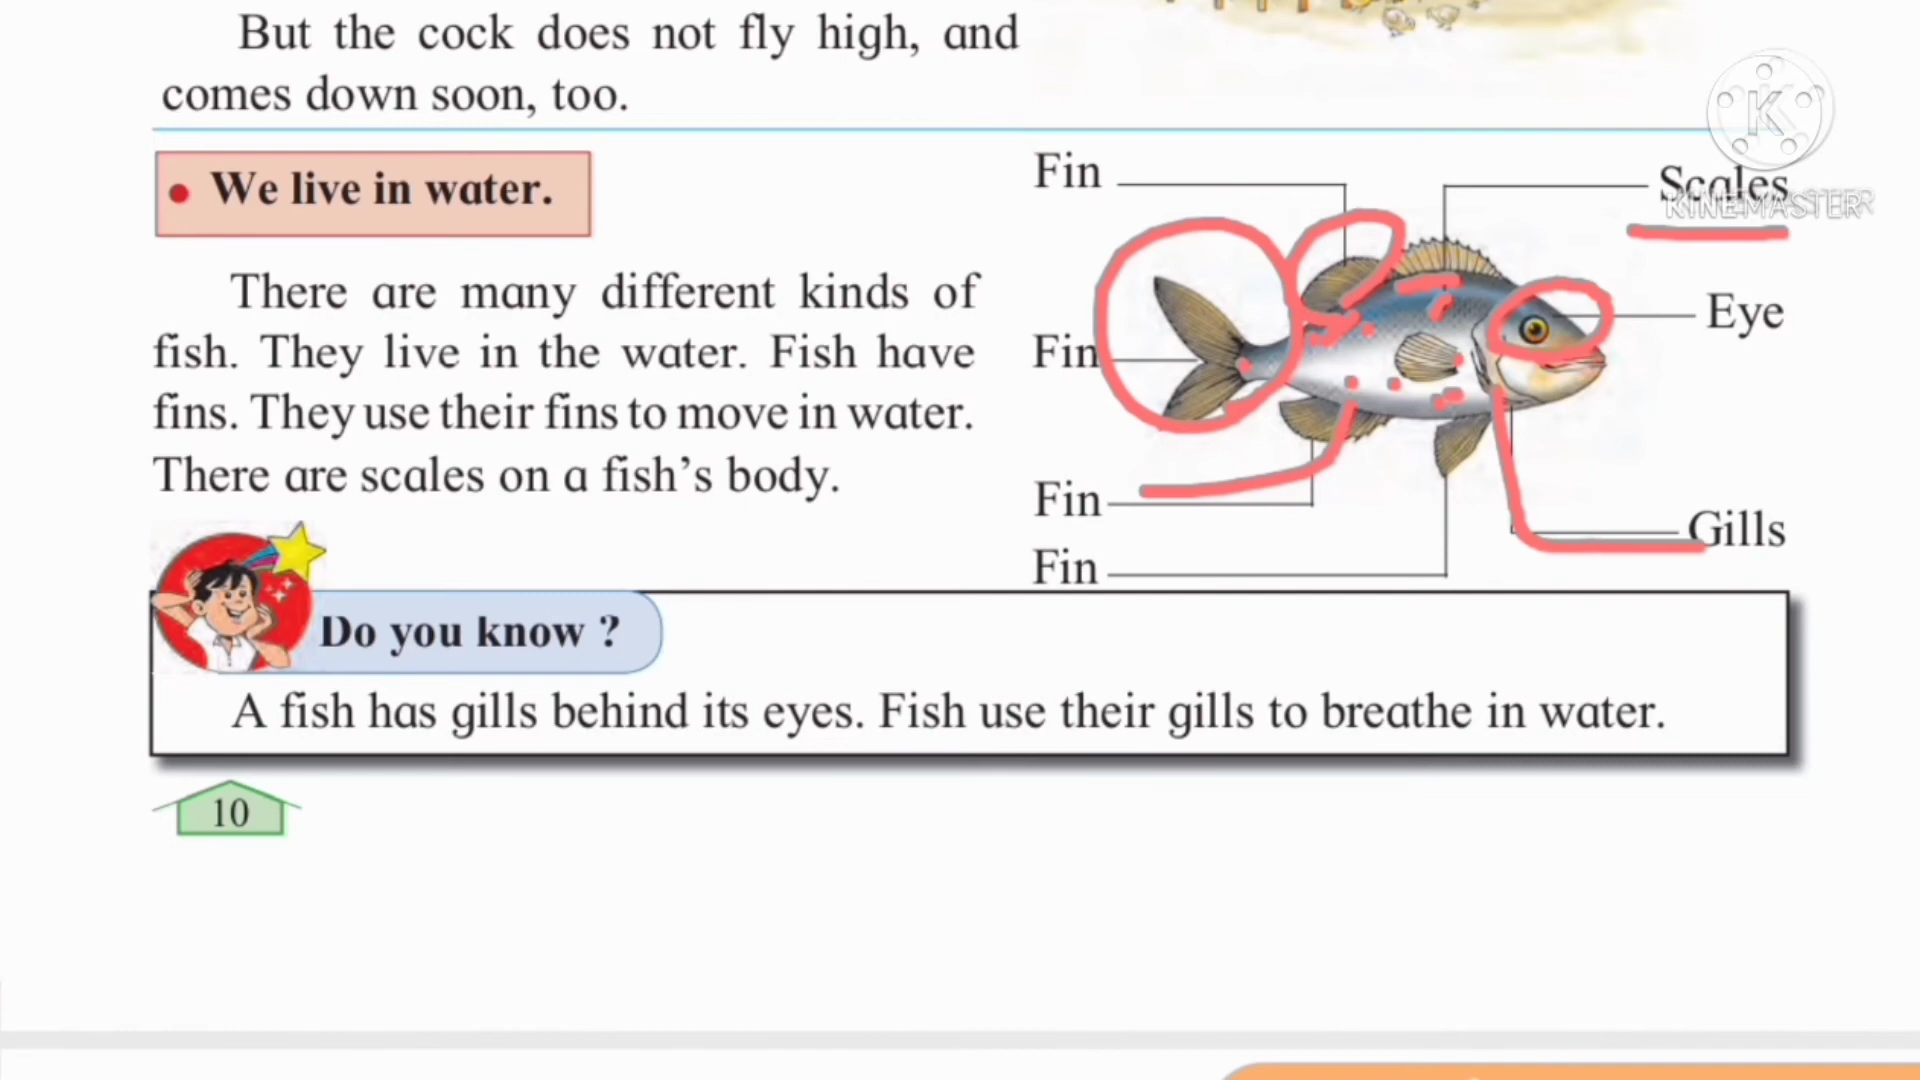 But the cock does not fly high, and
comes down soon, too.
• We live in water.
There are many different kinds of
fish. They live in the water. Fish have
fins. They use their fins to move in water.
There are scales on a fish's body.
Fin
Scales
Eye
Fin
Fin
Gills
Fin
K
KINEMASTER
Do you know ?
A fish has gills behind its eyes. Fish use their gills to breathe in water.
10